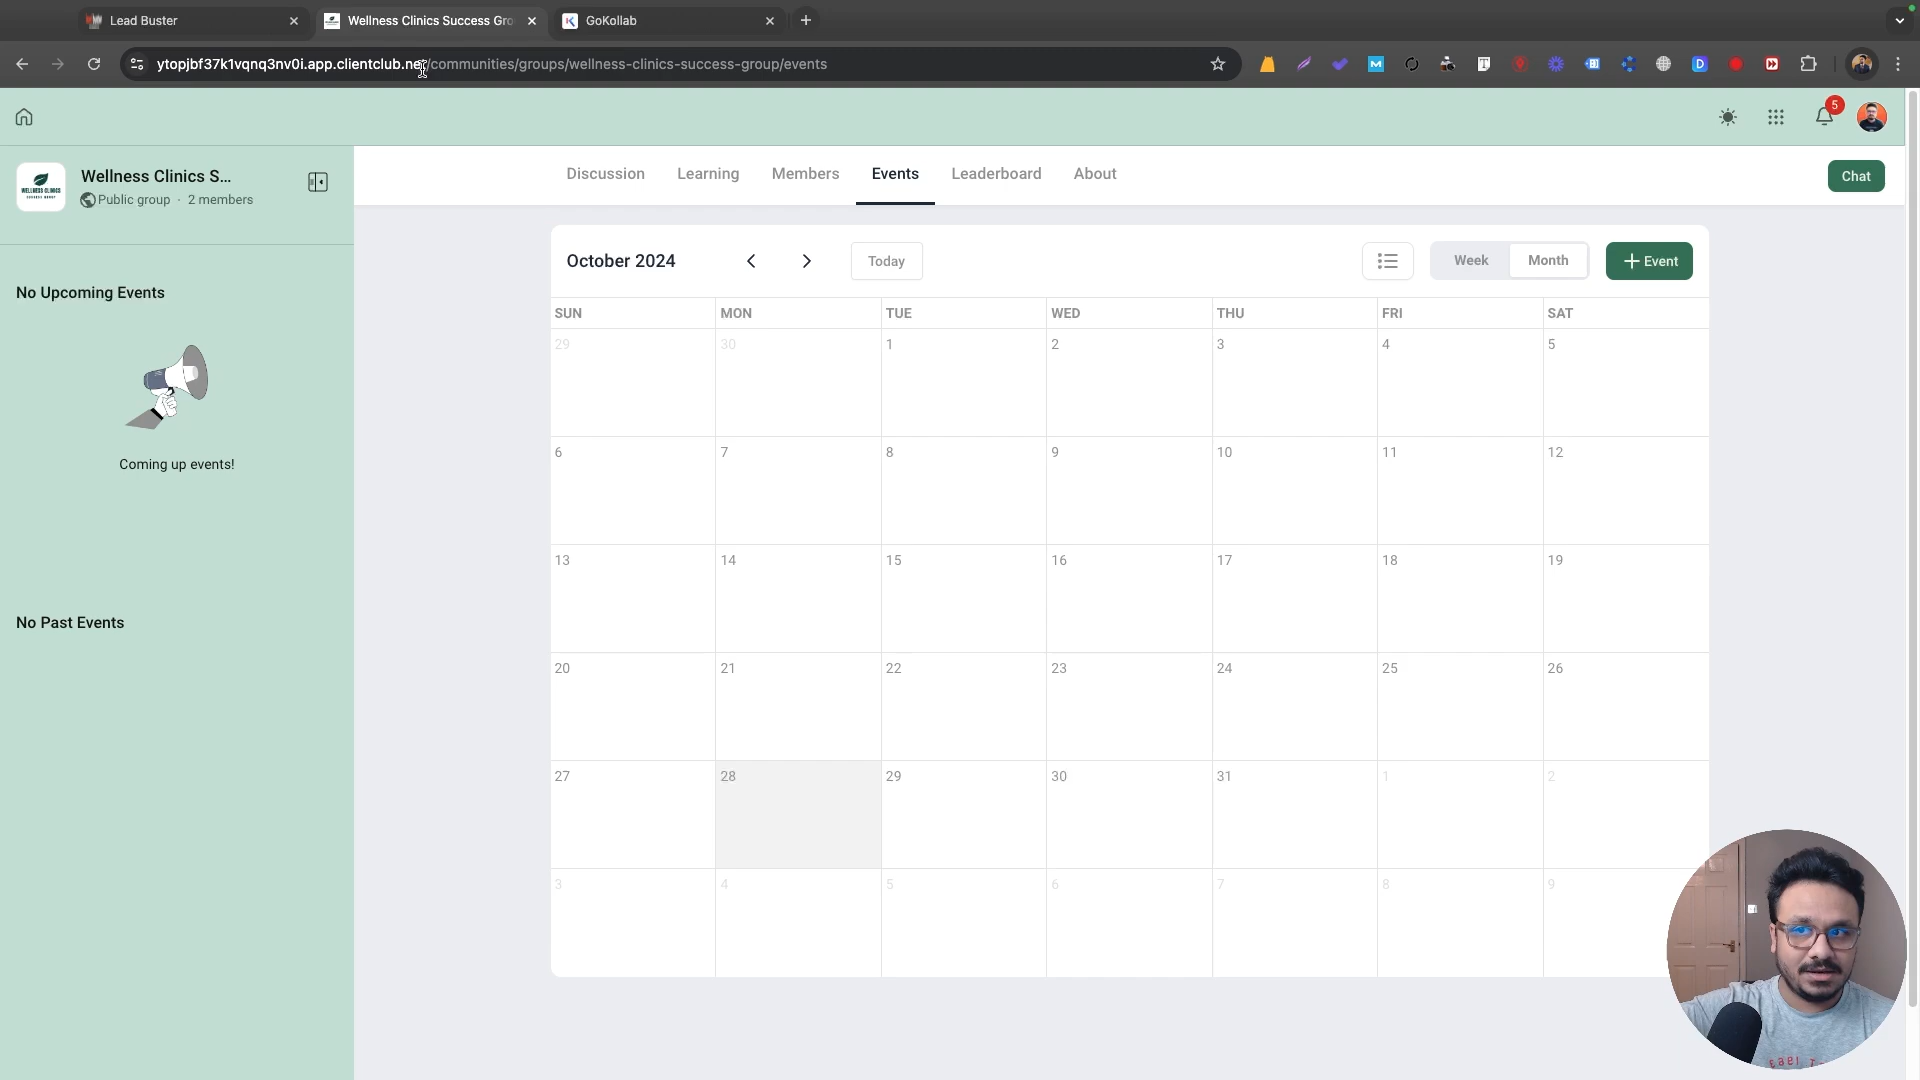 Lead Buster
Wellness Clinics Success Gro
GoKollab
ytopjbf37k1vqnq3nv0i.app.clientclub.net/communities/groups/wellness-clinics-success-group/events
5
WELLNESS CLINICS
SUCCESS GROUP
Wellness Clinics S...
Public group · 2 members
Discussion
Learning
Members
Events
Leaderboard
About
Chat
No Upcoming Events
Coming up events!
No Past Events
October 2024
Today
Week
Month
+ Event
SUN MON TUE WED THU FRI SAT
29 30 1 2 3 4 5
6 7 8 9 10 11 12
13 14 15 16 17 18 19
20 21 22 23 24 25 26
27 28 29 30 31 1 2
3 4 5 6 7 8 9